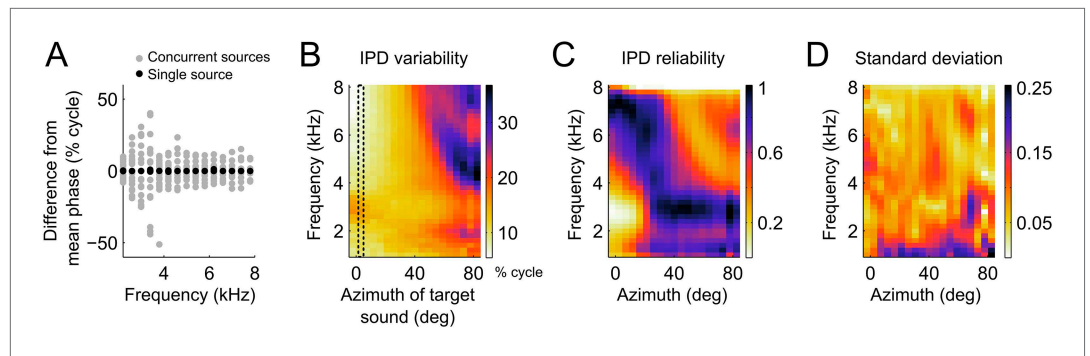 A
Concurrent sources
Single source
Difference from
mean phase (% cycle)
50
0
−50
4
6
8
Frequency (kHz)
B
IPD variability
Frequency (kHz)
8
6
4
2
0
40
80
Azimuth of target
sound (deg)
30
20
10
% cycle
C
IPD reliability
Frequency (kHz)
8
6
4
2
0
40
80
Azimuth (deg)
1
0.6
0.2
D
Standard deviation
Frequency (kHz)
8
6
4
2
0
40
80
Azimuth (deg)
0.25
0.15
0.05